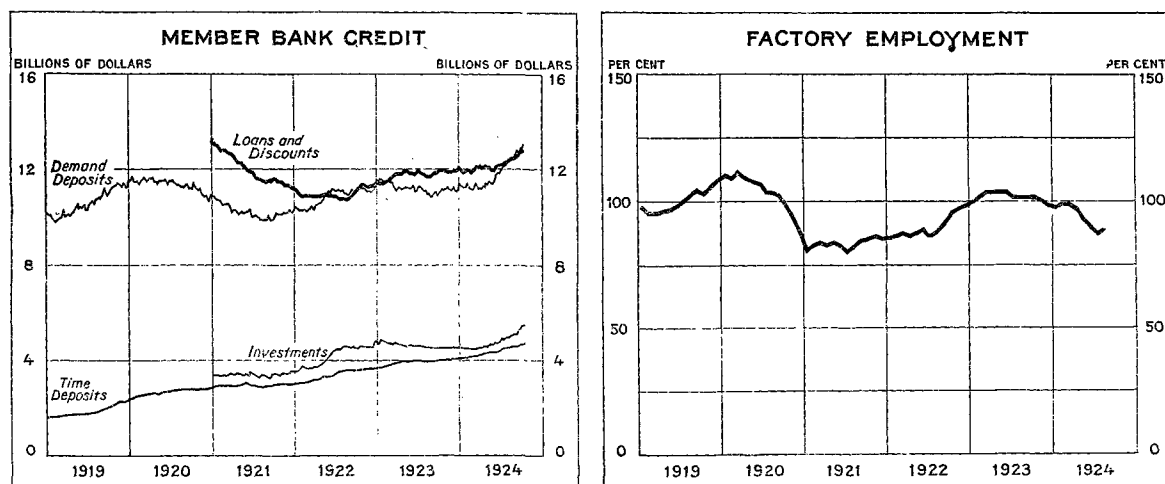 MEMBER BANK CREDIT
BILLIONS OF DOLLARS
BILLIONS OF DOLLARS
16
16
Loans and
Discounts
Demand
Deposits
12
12
8
8
Investments
4
4
Time
Deposits
0
0
1919 1920 1921 1922 1923 1924
FACTORY EMPLOYMENT
PER CENT
PER CENT
150
150
100
100
50
50
0
0
1919 1920 1921 1922 1923 1924